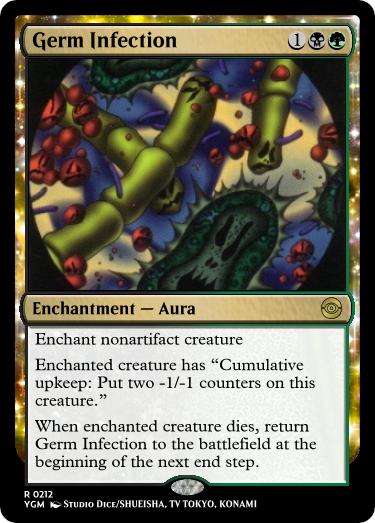 Germ Infection 1
Enchantment — Aura
Enchant nonartifact creature
Enchanted creature has “Cumulative
upkeep: Put two -1/-1 counters on this
creature.”
When enchanted creature dies, return
Germ Infection to the battlefield at the
beginning of the next end step.
R 0212
YGM Studio Dice/SHUEISHA, TV TOKYO, KONAMI